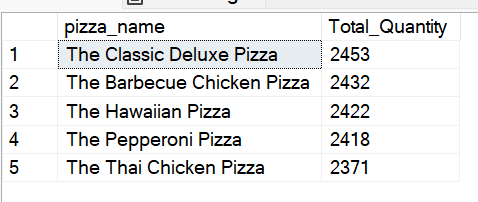 pizza_name Total_Quantity
1 The Classic Deluxe Pizza 2453
2 The Barbecue Chicken Pizza 2432
3 The Hawaiian Pizza 2422
4 The Pepperoni Pizza 2418
5 The Thai Chicken Pizza 2371